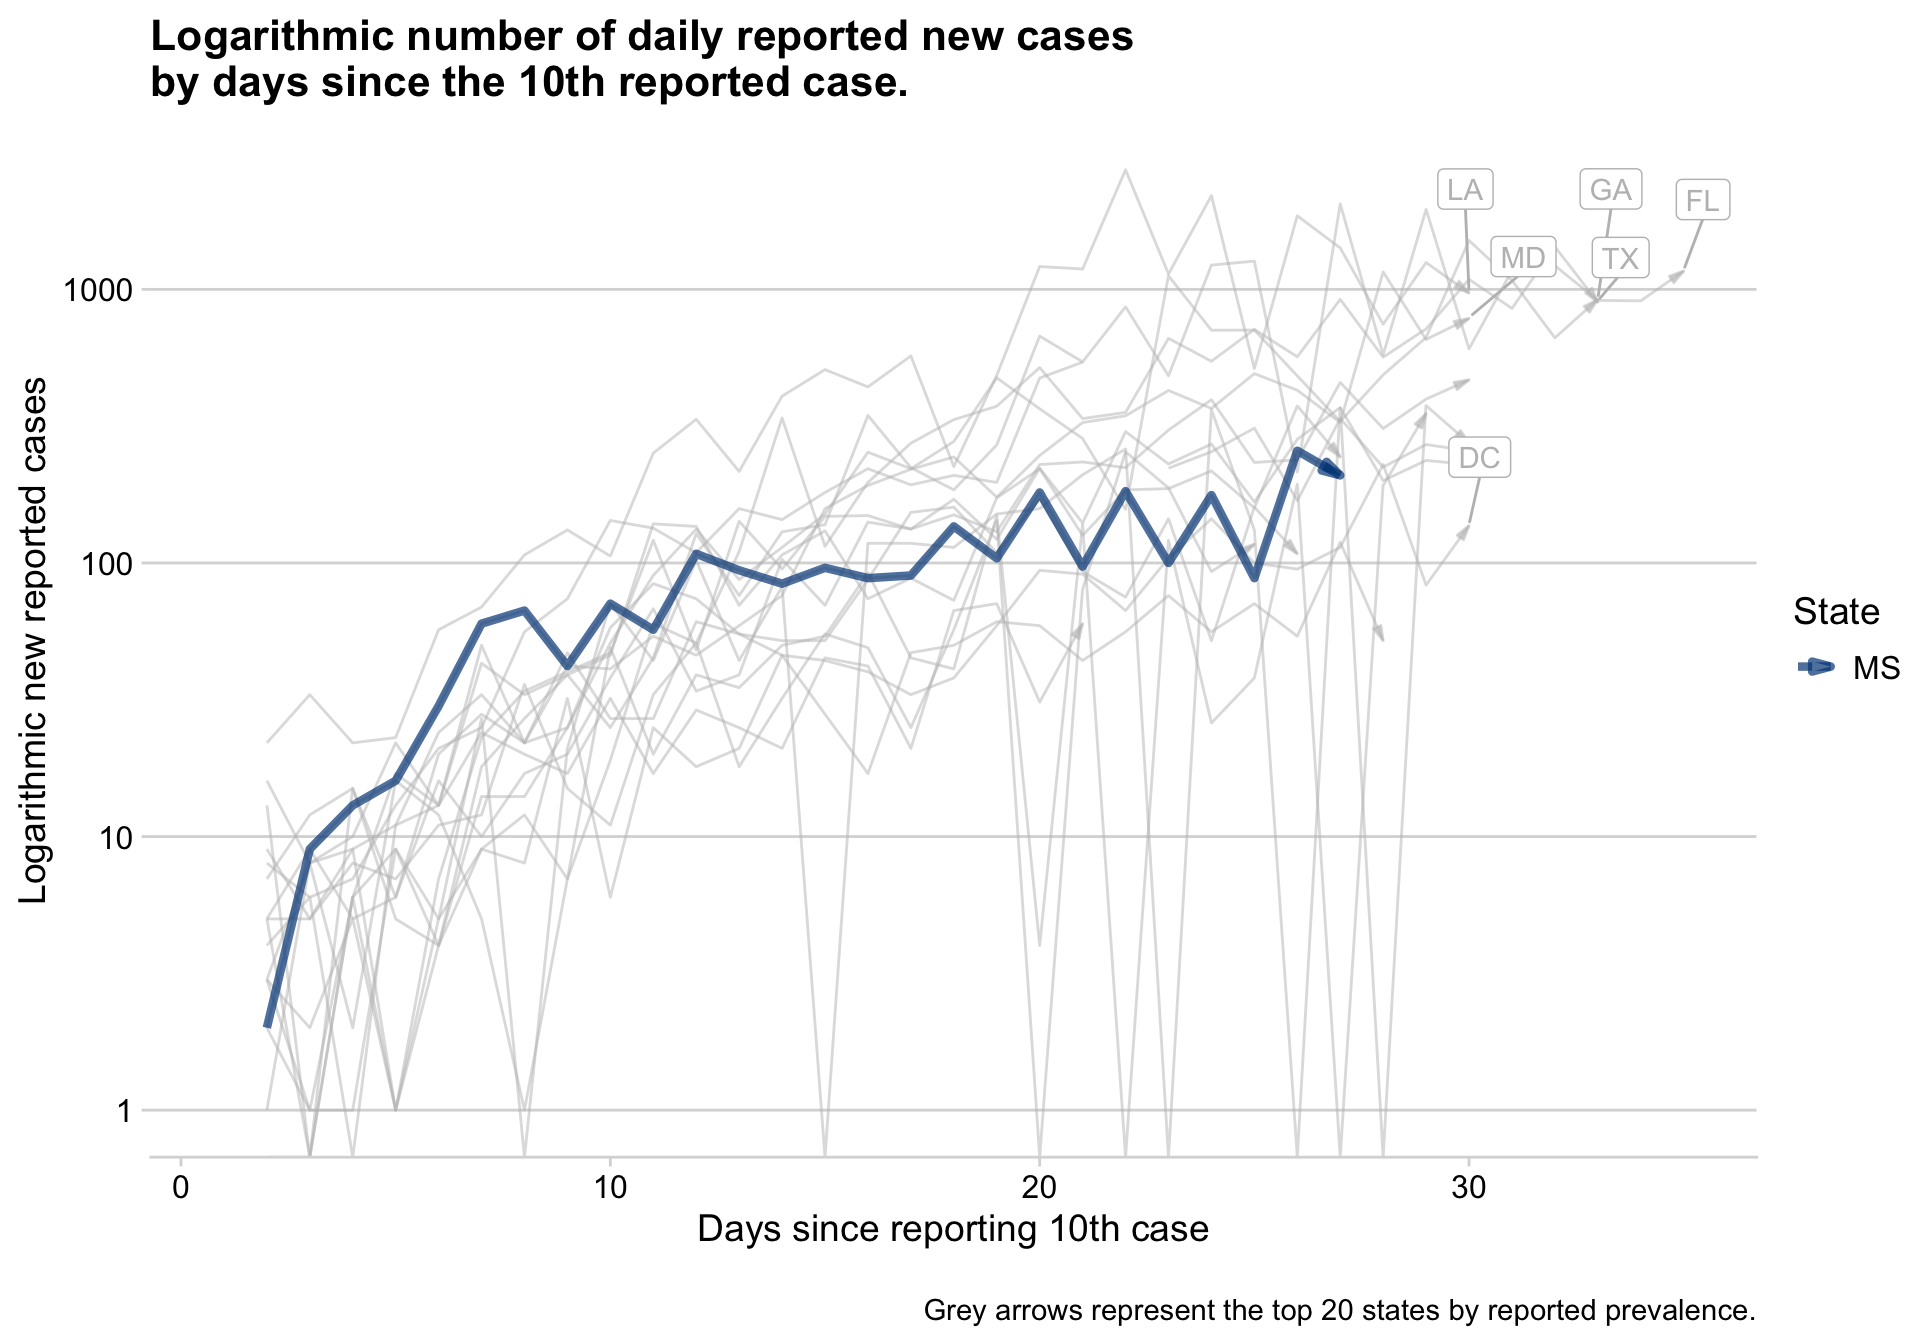 Logarithmic number of daily reported new cases
by days since the 10th reported case.
LA
GA
FL
MD
TX
DC
1000
100
10
1
Logarithmic new reported cases
0
10
20
30
Days since reporting 10th case
State
MS
Grey arrows represent the top 20 states by reported prevalence.